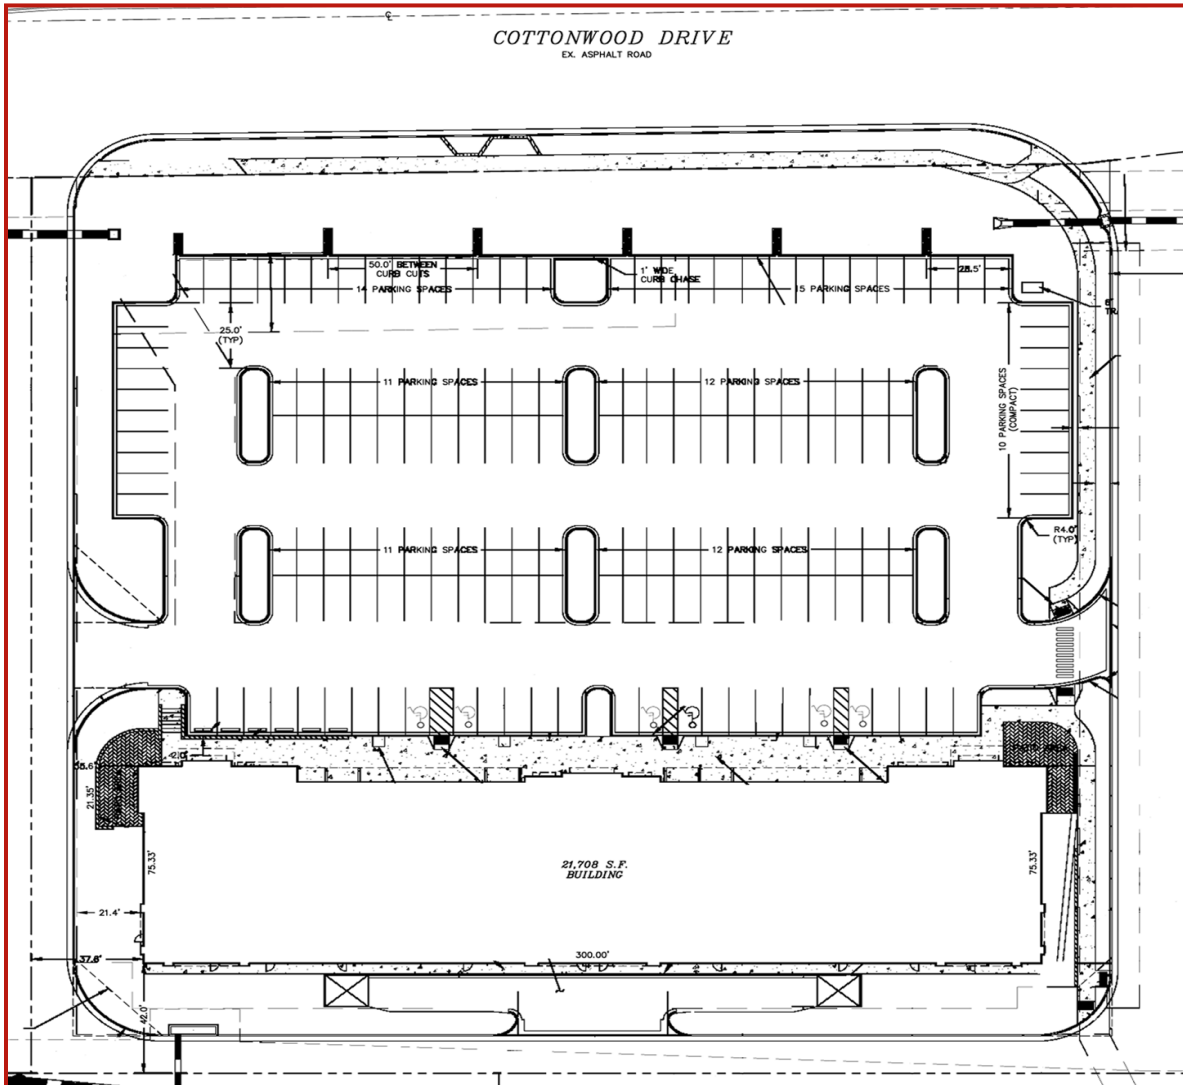 COTTONWOOD DRIVE
EX. ASPHALT ROAD
50.0' BETWEEN
CURB CUTS
1' WIDE
CURB CHASE
28.5'
14 PARKING SPACES
15 PARKING SPACES
25.0'
(TYP)
11 PARKING SPACES
12 PARKING SPACES
10 PARKING SPACES
(COMPACT)
R4.0'
(TYP)
11 PARKING SPACES
12 PARKING SPACES
21.35'
75.33'
75.33'
21,708 S.F.
BUILDING
21.4'
37.6'
300.00'
42.0'